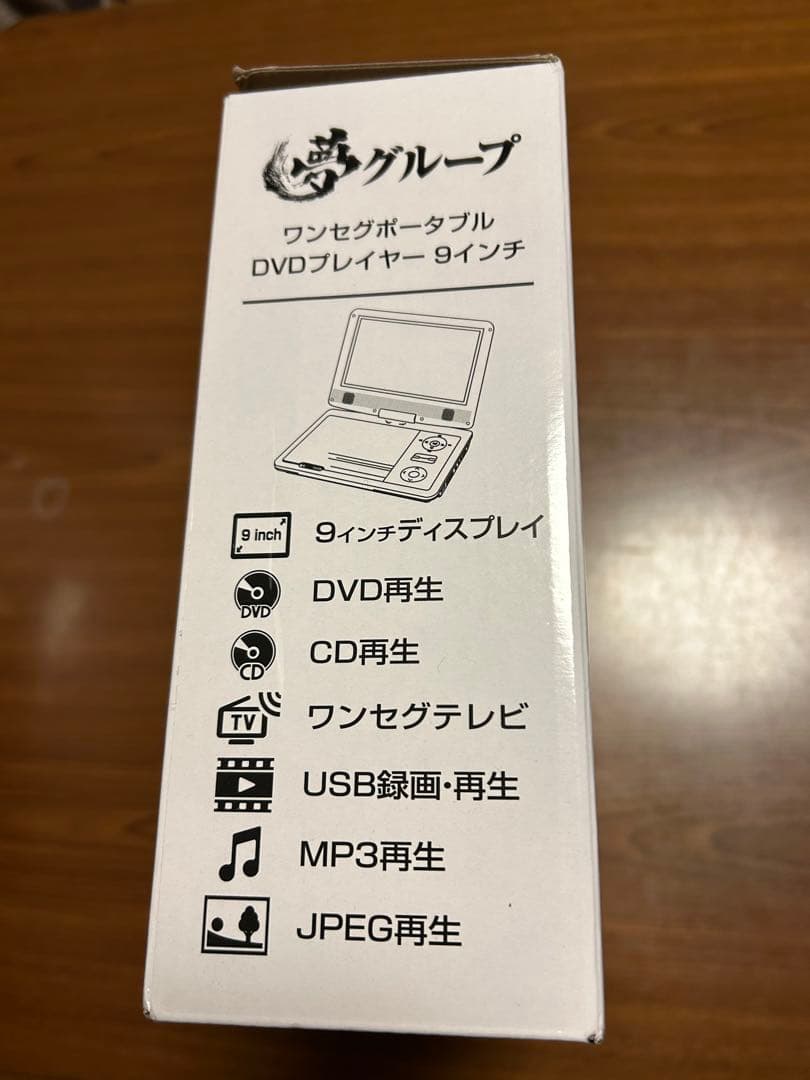 夢グループ
ワンセグポータブル
DVDプレイヤー 9インチ
9 inch
9インチディスプレイ
DVD
DVD再生
CD
CD再生
TV
ワンセグテレビ
USB録画・再生
MP3再生
JPEG再生